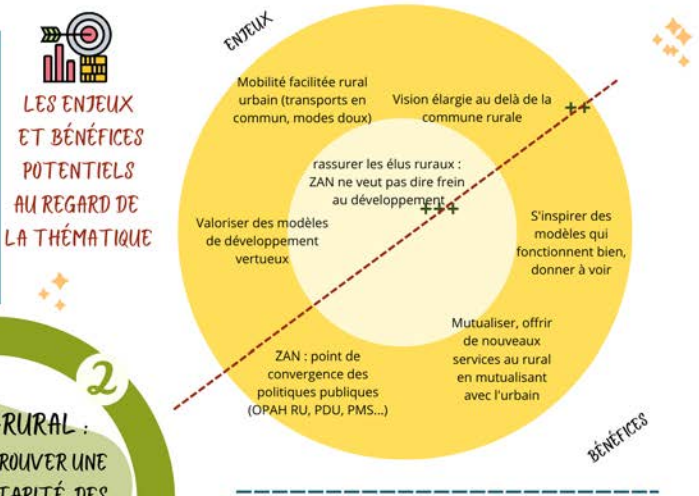 LES ENJEUX
ET BÉNÉFICES
POTENTIELS
AU REGARD DE
LA THÉMATIQUE
ENJEUX
Mobilité facilitée rural
urbain (transports en
commun, modes doux)
Vision élargie au delà de la
commune rurale
++
rassurer les élus ruraux :
ZAN ne veut pas dire frein
au développement
+++
Valoriser des modèles
de développement
vertueux
S'inspirer des
modèles qui
fonctionnent bien,
donner à voir
ZAN : point de
convergence des
politiques publiques
(OPAH RU, PDU, PMS...)
Mutualiser, offrir
de nouveaux
services au rural
en mutualisant
avec l'urbain
BÉNÉFICES
2
RURAL :
ROUVER UNE
TARITÉ DES